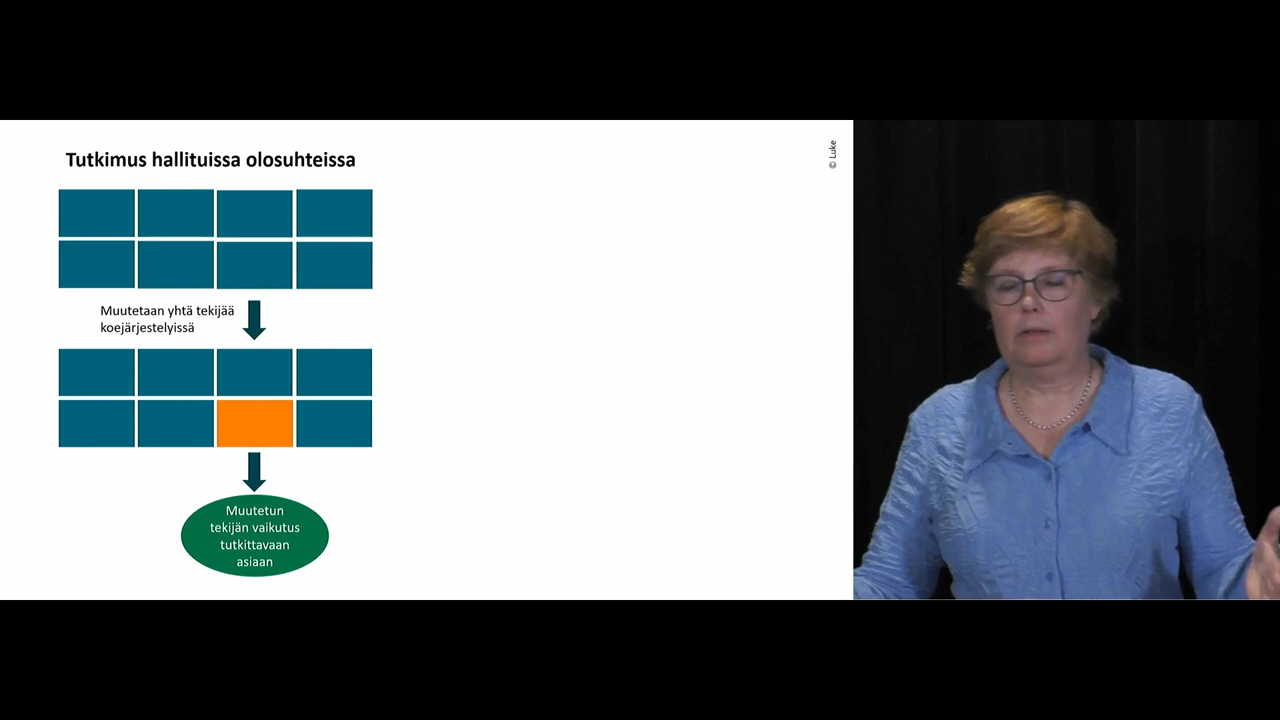 Tutkimus hallituissa olosuhteissa
© Luke
Muutetaan yhtä tekijää
koejärjestelyissä
Muutetun
tekijän vaikutus
tutkittavaan
asiaan